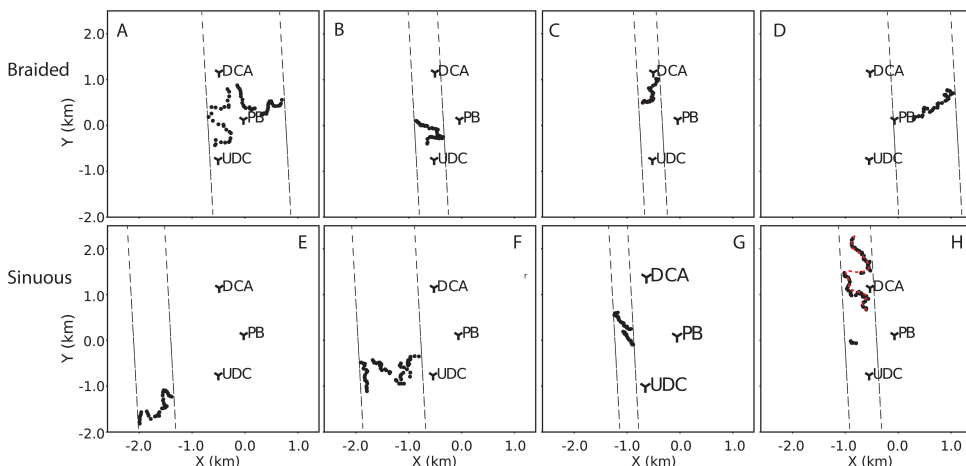 A B C D
Braided
Y (km)
2.0
1.0
0.0
-1.0
-2.0
DCA DCA DCA DCA
PB PB PB PB
UDC UDC UDC UDC
E F G H
Sinuous
Y (km)
2.0
1.0
0.0
-1.0
-2.0
DCA DCA DCA DCA
PB PB PB PB
UDC UDC UDC UDC
-2.0 -1.0 0.0 1.0 -2.0 -1.0 0.0 1.0 -2.0 -1.0 0.0 1.0 -2.0 -1.0 0.0 1.0
X (km) X (km) X (km) X (km)